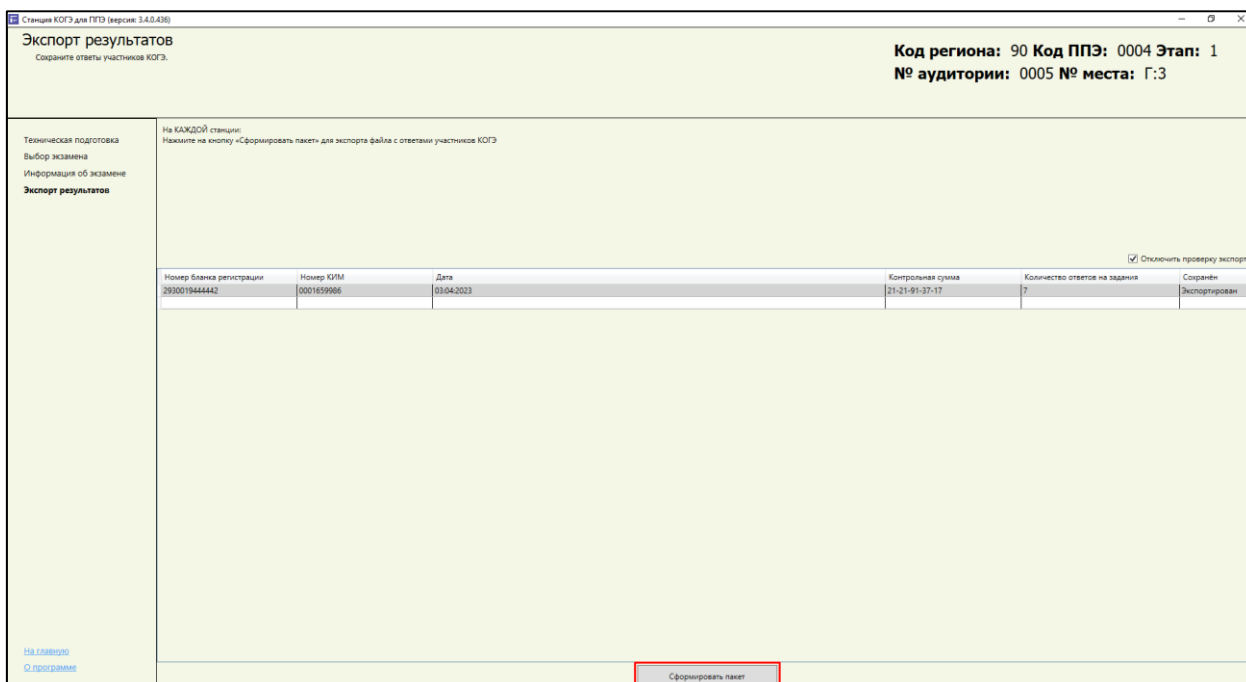 Станция КОГЭ для ППЭ (версия: 3.4.0.436)
Экспорт результатов
Сохраните ответы участников КОГЭ.
Код региона: 90 Код ППЭ: 0004 Этап: 1
№ аудитории: 0005 № места: Г:3
Техническая подготовка
Выбор экзамена
Информация об экзамене
Экспорт результатов
На КАЖДОЙ станции:
Нажмите на кнопку «Сформировать пакет» для экспорта файла с ответами участников КОГЭ
Отключить проверку экспорт
Номер бланка регистрации Номер КИМ Дата Контрольная сумма Количество ответов на задания Сохранён
2930019444442 0001659986 03:04:2023 21-21-91-37-17 7 Экспортирован
На главную
О программе
Сформировать пакет